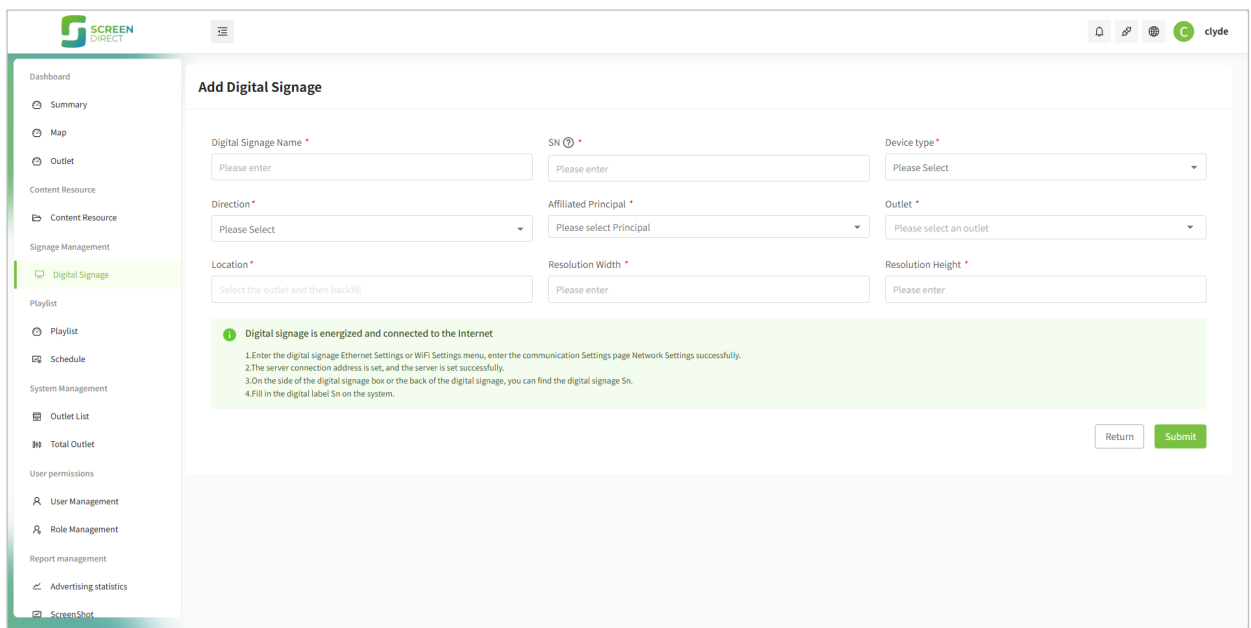 SCREEN
DIRECT
C
clyde
Dashboard
Summary
Map
Outlet
Content Resource
Content Resource
Signage Management
Digital Signage
Playlist
Playlist
Schedule
System Management
Outlet List
Total Outlet
User permissions
User Management
Role Management
Report management
Advertising statistics
ScreenShot
Add Digital Signage
Digital Signage Name *
SN *
Device type *
Please enter
Please enter
Please Select
Direction *
Affiliated Principal *
Outlet *
Please Select
Please select Principal
Please select an outlet
Location *
Resolution Width *
Resolution Height *
Select the outlet and then backfill
Please enter
Please enter
Digital signage is energized and connected to the Internet
1.Enter the digital signage Ethernet Settings or WiFi Settings menu, enter the communication Settings page Network Settings successfully.
2.The server connection address is set, and the server is set successfully.
3.On the side of the digital signage box or the back of the digital signage, you can find the digital signage Sn.
4.Fill in the digital label Sn on the system.
Return
Submit